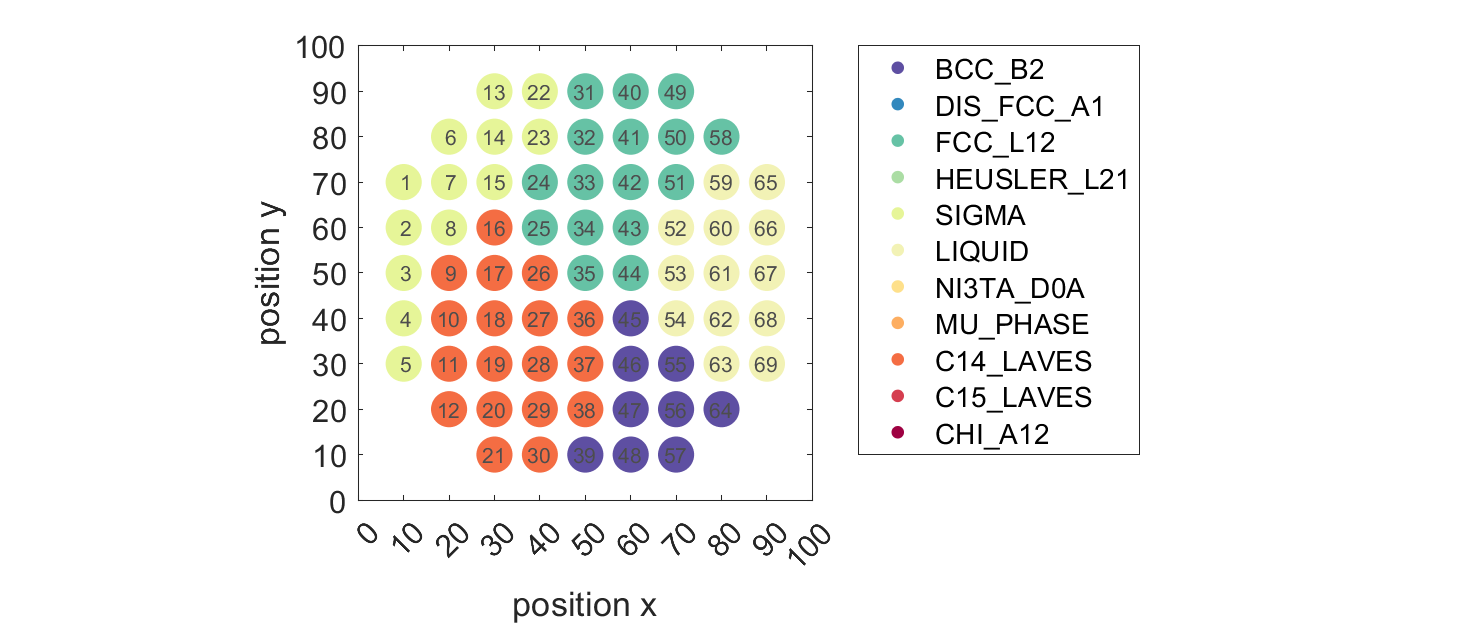 100
90 13 22 31 40 49
80 6 14 23 32 41 50 58
70 1 7 15 24 33 42 51 59 65
60 2 8 16 25 34 43 52 60 66
50 3 9 17 26 35 44 53 61 67
40 4 10 18 27 36 45 54 62 68
30 5 11 19 28 37 46 55 63 69
20 12 20 29 38 47 56 64
10 21 30 39 48 57
0
0 10 20 30 40 50 60 70 80 90 100
position x
position y
BCC_B2
DIS_FCC_A1
FCC_L12
HEUSLER_L21
SIGMA
LIQUID
NI3TA_D0A
MU_PHASE
C14_LAVES
C15_LAVES
CHI_A12